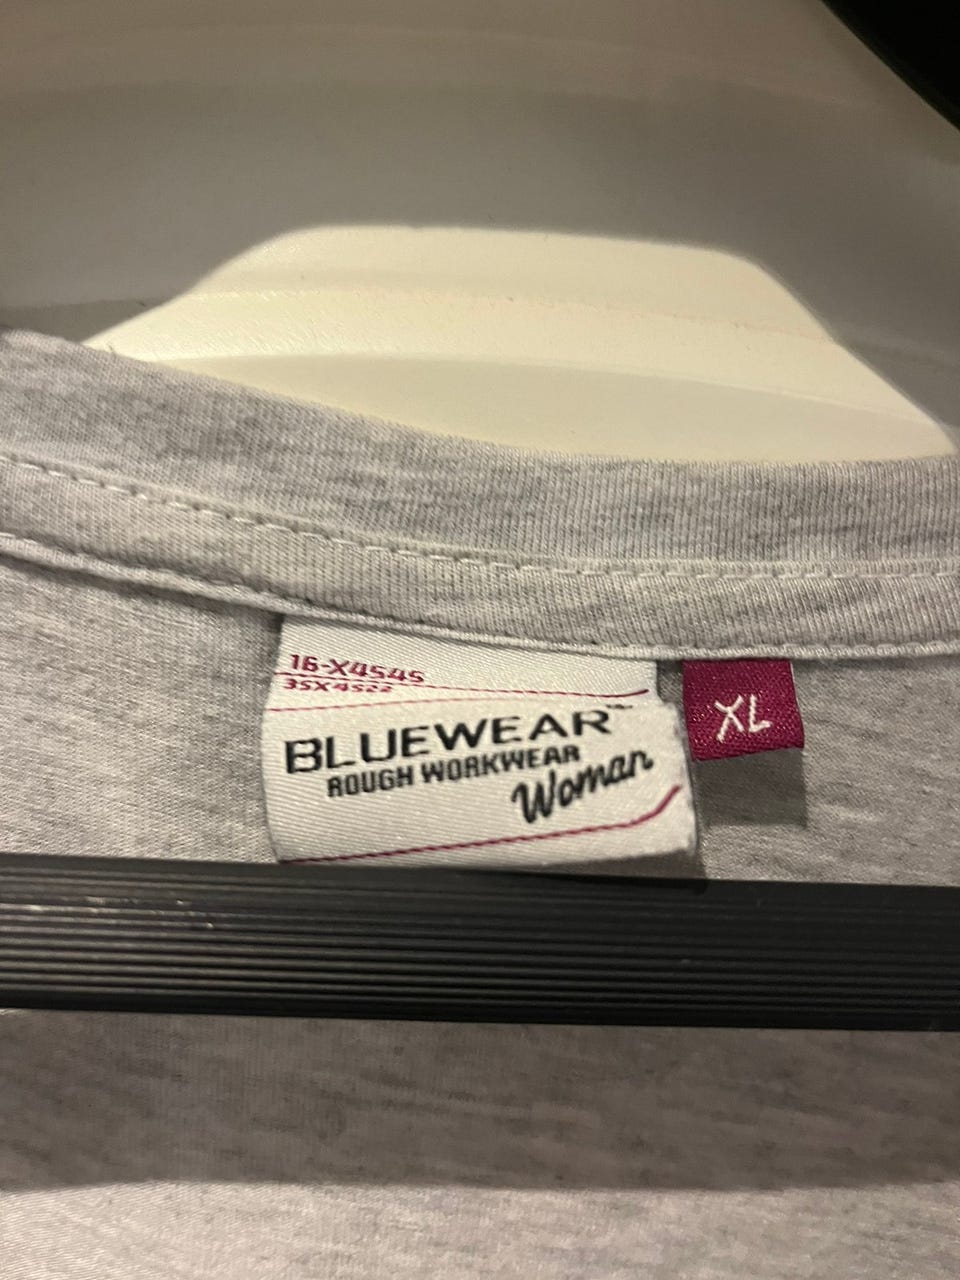 16-X4545
35X4522
BLUEWEAR™
ROUGH WORKWEAR
Woman
XL